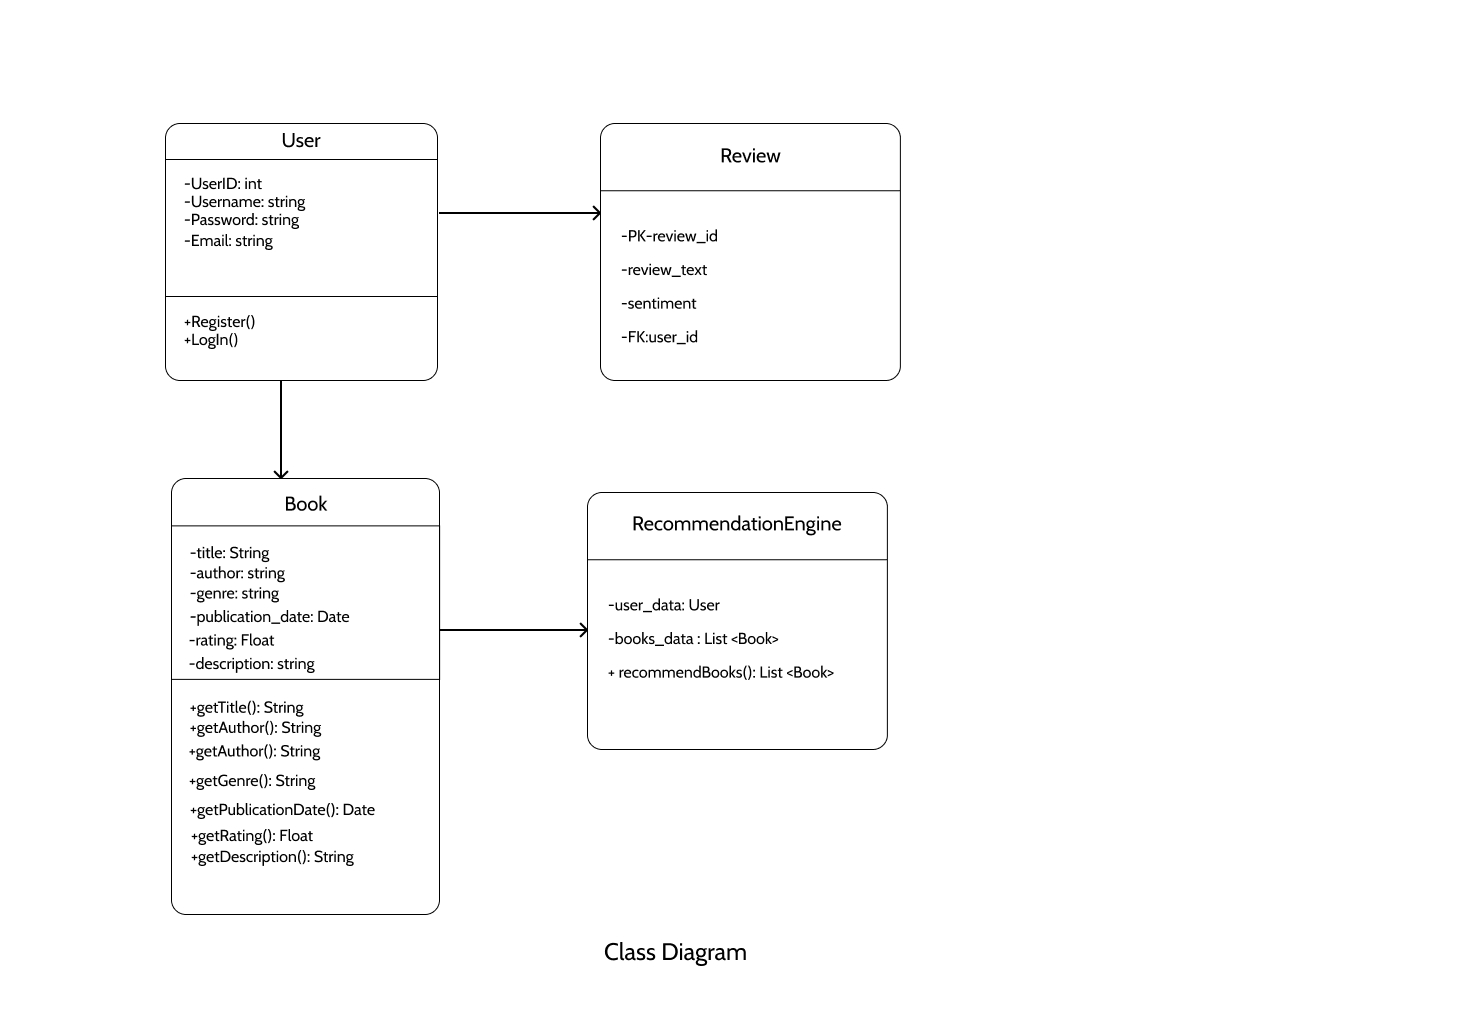 User
-UserID: int
-Username: string
-Password: string
-Email: string
+Register()
+LogIn()
Review
-PK-review_id
-review_text
-sentiment
-FK:user_id
Book
-title: String
-author: string
-genre: string
-publication_date: Date
-rating: Float
-description: string
+getTitle(): String
+getAuthor(): String
+getAuthor(): String
+getGenre(): String
+getPublicationDate(): Date
+getRating(): Float
+getDescription(): String
RecommendationEngine
-user_data: User
-books_data : List <Book>
+ recommendBooks(): List <Book>
Class Diagram